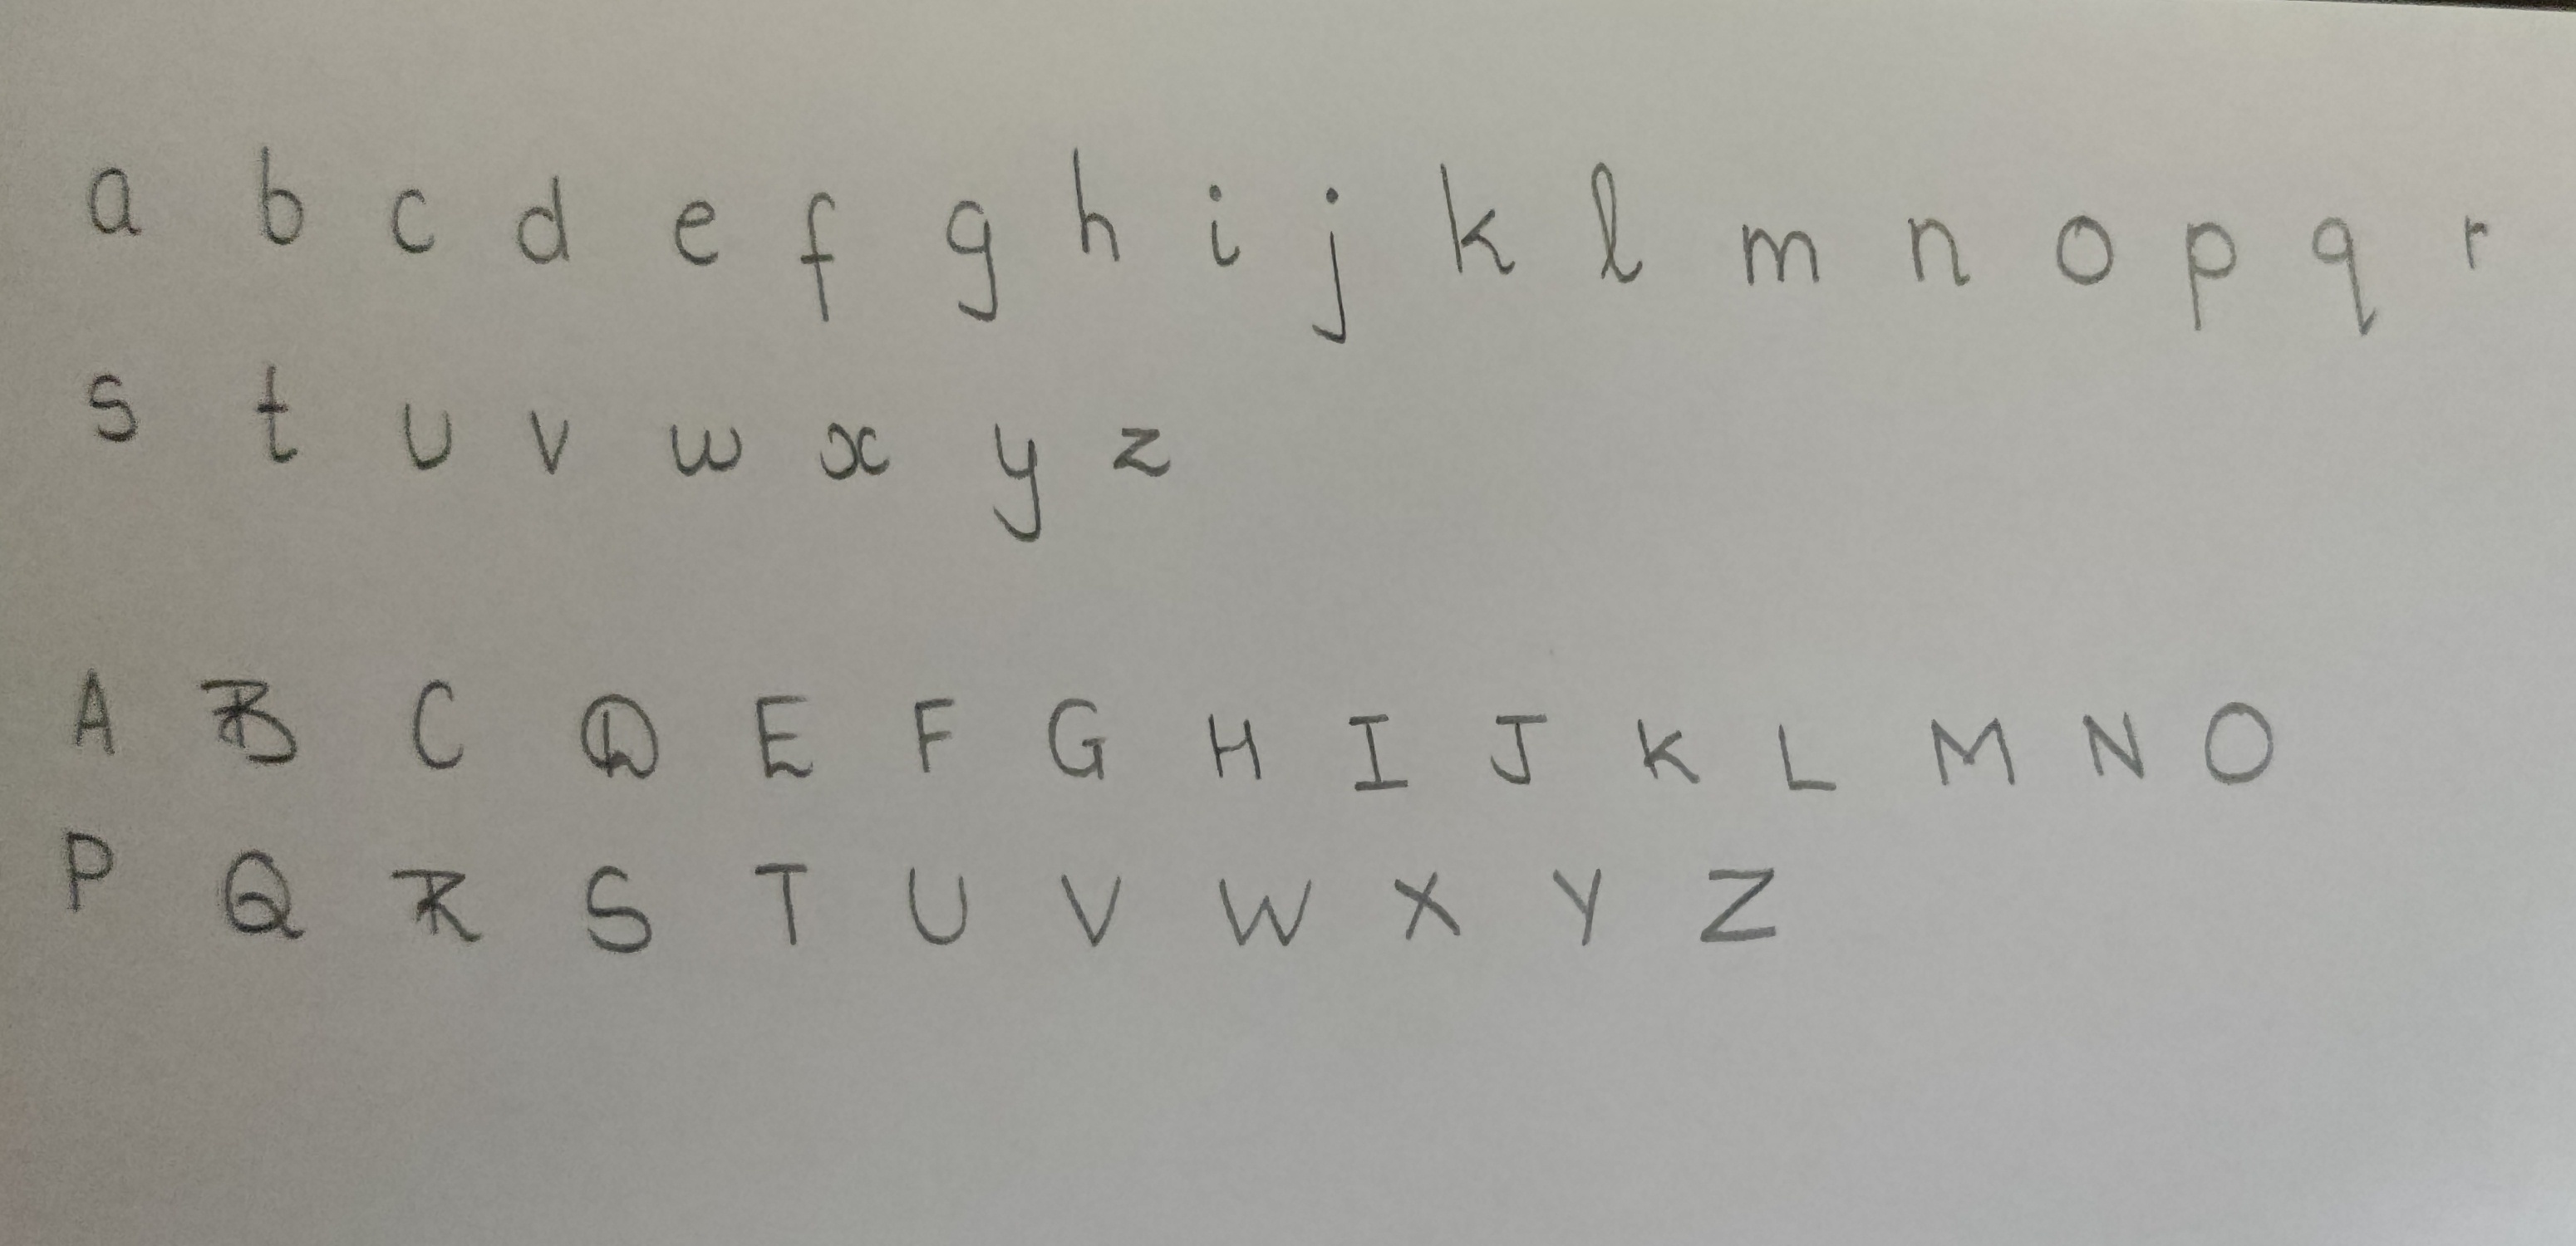 a b c d e f g h i j k l m n o p q r
s t u v w x y z
A B C D E F G H I J K L M N O
P Q R S T U V W X Y Z